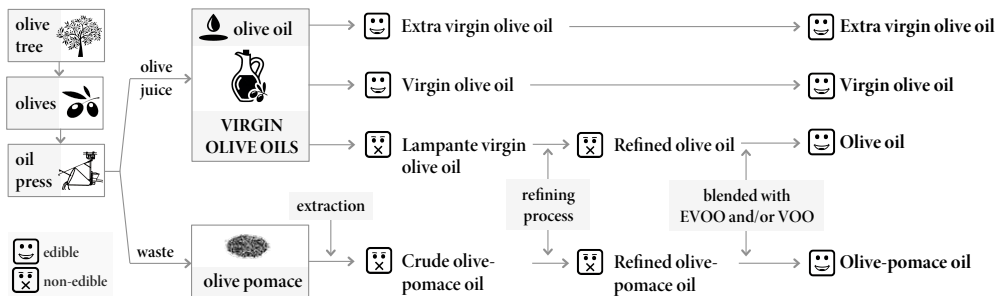 olive
tree
olives
oil
press
olive
juice
waste
olive oil
VIRGIN
OLIVE OILS
olive pomace
extraction
Extra virgin olive oil
Extra virgin olive oil
Virgin olive oil
Virgin olive oil
Lampante virgin
olive oil
Refined olive oil
Olive oil
refining
process
blended with
EVOO and/or VOO
Crude olive-
pomace oil
Refined olive-
pomace oil
Olive-pomace oil
edible
non-edible